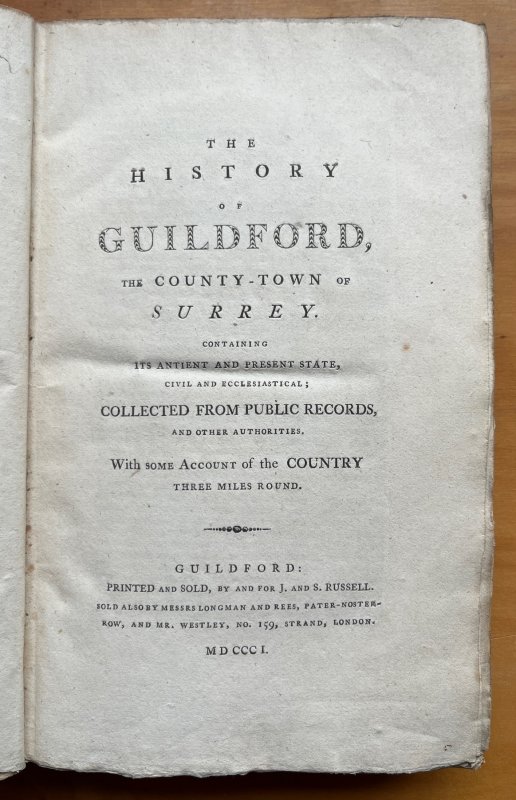 THE
HISTORY
OF
GUILDFORD,
THE COUNTY-TOWN OF
SURREY.
CONTAINING
ITS ANTIENT AND PRESENT STATE,
CIVIL AND ECCLESIASTICAL;
COLLECTED FROM PUBLIC RECORDS,
AND OTHER AUTHORITIES.
With SOME ACCOUNT of the COUNTRY
THREE MILES ROUND.
GUILDFORD:
PRINTED AND SOLD, BY AND FOR J. AND S. RUSSELL.
SOLD ALSO BY MESSRS LONGMAN AND REES, PATER-NOSTER-
ROW, AND MR. WESTLEY, NO. 159, STRAND, LONDON.
MDCCCI.